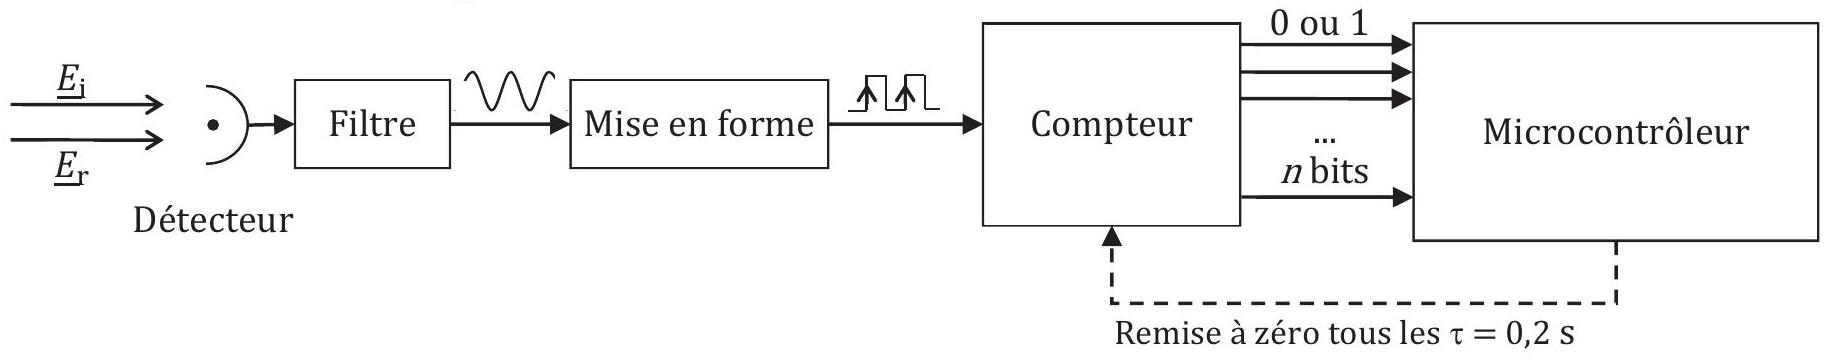 E_i
E_r
Détecteur
Filtre
Mise en forme
Compteur
0 ou 1
...
n bits
Microcontrôleur
Remise à zéro tous les τ = 0,2 s